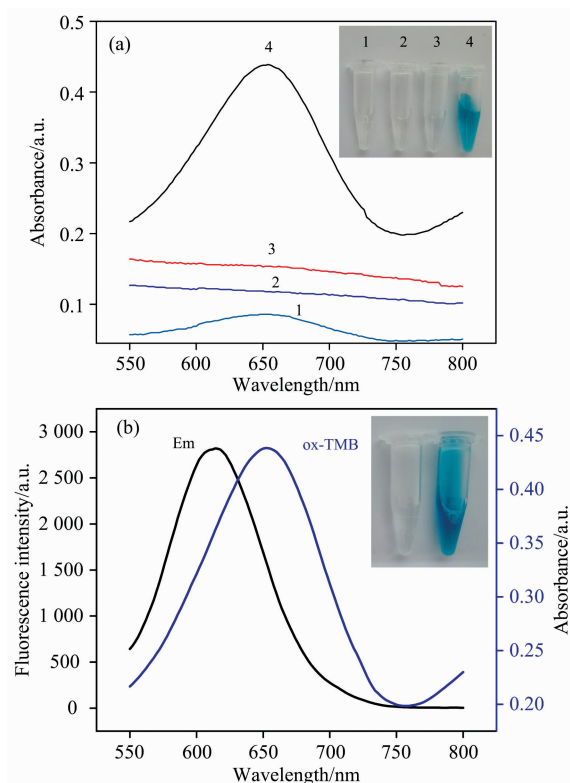 (a)
4
3
2
1
1 2 3 4
0.5
0.4
0.3
0.2
0.1
Absorbance/a.u.
550 600 650 700 750 800
Wavelength/nm
(b)
Em
ox-TMB
3 000
2 500
2 000
1 500
1 000
500
0
Fluorescence intensity/a.u.
0.45
0.40
0.35
0.30
0.25
0.20
Absorbance/a.u.
550 600 650 700 750 800
Wavelength/nm